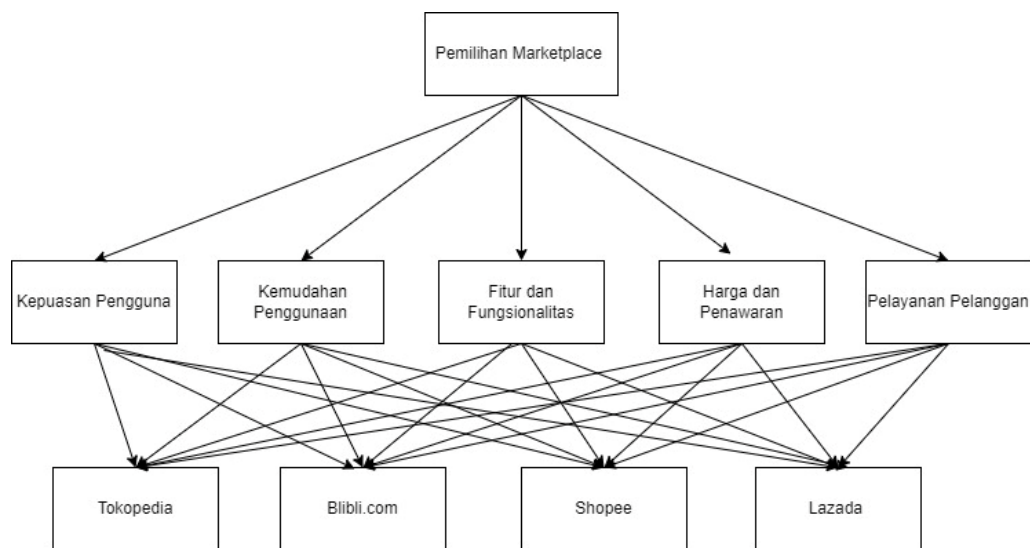 Pemilihan Marketplace
Kepuasan Pengguna
Kemudahan
Penggunaan
Fitur dan
Fungsionalitas
Harga dan
Penawaran
Pelayanan Pelanggan
Tokopedia
Blibli.com
Shopee
Lazada